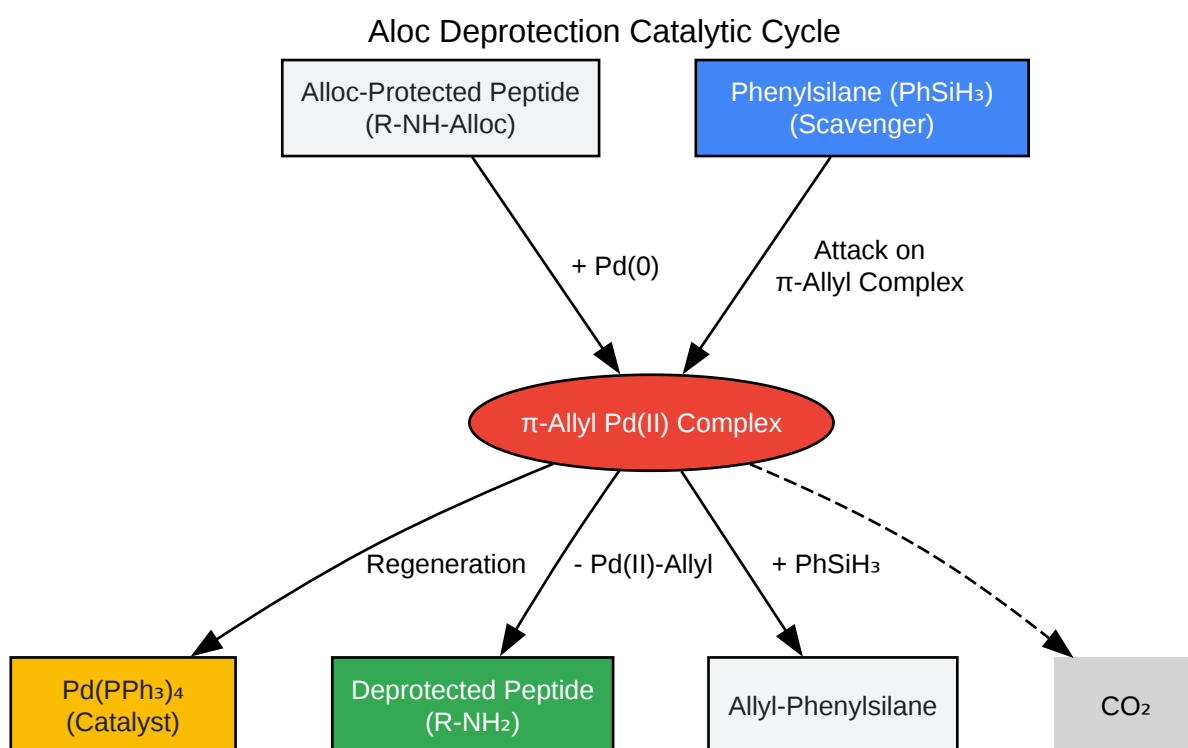 Aloc Deprotection Catalytic Cycle
Alloc-Protected Peptide
(R-NH-Alloc)
Phenylsilane (PhSiH₃)
(Scavenger)
+ Pd(0)
Attack on
π-Allyl Complex
π-Allyl Pd(II) Complex
Regeneration
- Pd(II)-Allyl
+ PhSiH₃
Pd(PPh₃)₄
(Catalyst)
Deprotected Peptide
(R-NH₂)
Allyl-Phenylsilane
CO₂